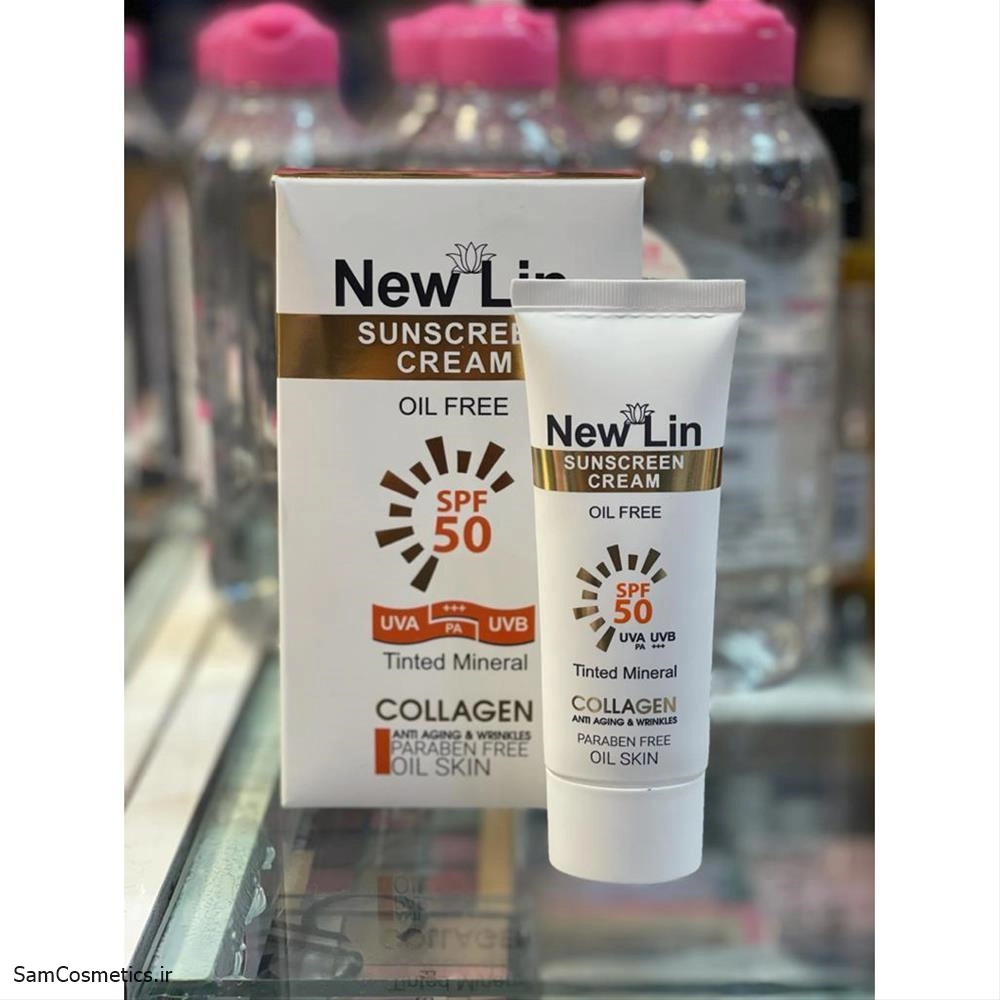 New Lin
SUNSCREE
CREAM
OIL FREE
SPF
50
UVA +++ PA UVB
Tinted Mineral
COLLAGEN
ANTI AGING & WRINKLES
PARABEN FREE
OIL SKIN
New Lin
SUNSCREEN
CREAM
OIL FREE
SPF
50
UVA UVB
PA +++
Tinted Mineral
COLLAGEN
ANTI AGING & WRINKLES
PARABEN FREE
OIL SKIN
SamCosmetics.ir